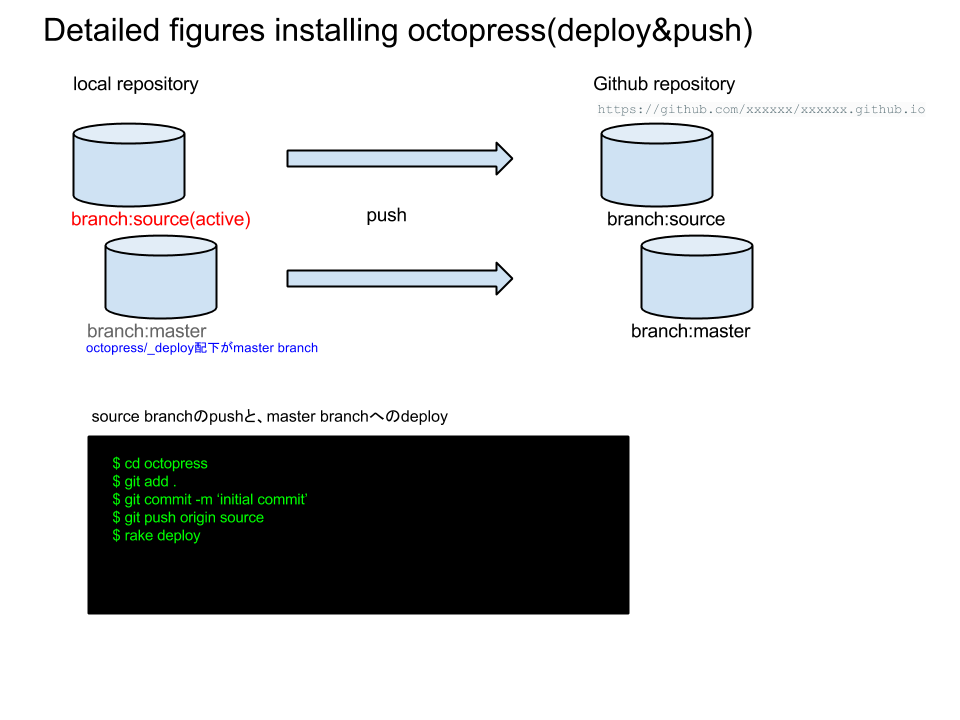 Detailed figures installing octopress(deploy&push)
local repository
Github repository
https://github.com/xxxxxx/xxxxxx.github.io
branch:source(active)
push
branch:source
branch:master
octopress/_deploy配下がmaster branch
branch:master
source branchのpushと、master branchへのdeploy
$ cd octopress
$ git add .
$ git commit -m ‘initial commit’
$ git push origin source
$ rake deploy